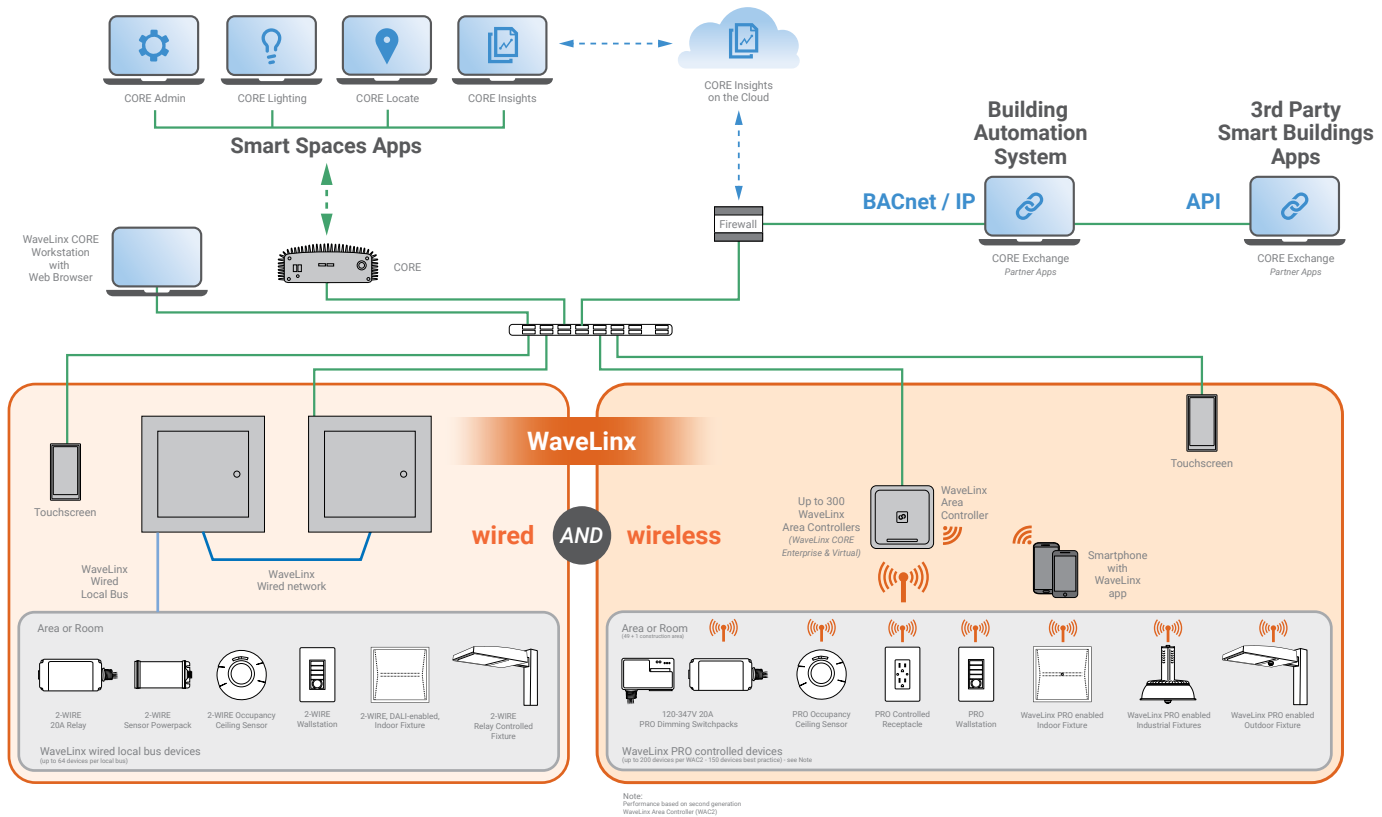 CORE Admin
CORE Lighting
CORE Locate
CORE Insights
CORE Insights
on the Cloud
Smart Spaces Apps
Building
Automation
System
3rd Party
Smart Buildings
Apps
BACnet / IP
API
Firewall
CORE Exchange
Partner Apps
CORE Exchange
Partner Apps
WaveLinx CORE
Workstation
with
Web Browser
CORE
WaveLinx
wired
AND
wireless
Touchscreen
WaveLinx
Wired
Local Bus
WaveLinx
Wired network
Area or Room
2-WIRE
20A Relay
2-WIRE
Sensor Powerpack
2-WIRE Occupancy
Ceiling Sensor
2-WIRE
Wallstation
2-WIRE, DALI-enabled,
Indoor Fixture
2-WIRE
Relay Controlled
Fixture
WaveLinx wired local bus devices
(up to 64 devices per local bus)
Touchscreen
Up to 300
WaveLinx
Area Controllers
(WaveLinx CORE
Enterprise & Virtual)
WaveLinx
Area
Controller
Smartphone
with
WaveLinx
app
Area or Room
(49 + 1 construction area)
120-347V 20A
PRO Dimming Switchpacks
PRO Occupancy
Ceiling Sensor
PRO Controlled
Receptacle
PRO
Wallstation
WaveLinx PRO enabled
Indoor Fixture
WaveLinx PRO enabled
Industrial Fixtures
WaveLinx PRO enabled
Outdoor Fixture
WaveLinx PRO controlled devices
(up to 200 devices per WAC2 - 150 devices best practice) - see Note
Note:
Performance based on second generation
WaveLinx Area Controller (WAC2)